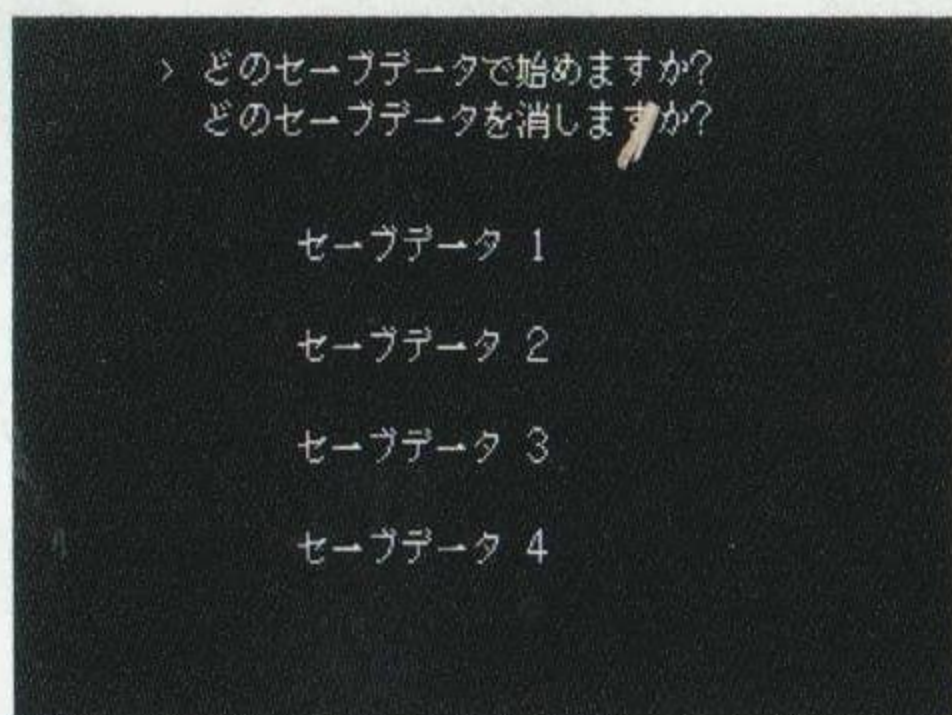 > どのセーブデータで始めますか?
どのセーブデータを消しますか?
セーブデータ 1
セーブデータ 2
セーブデータ 3
セーブデータ 4